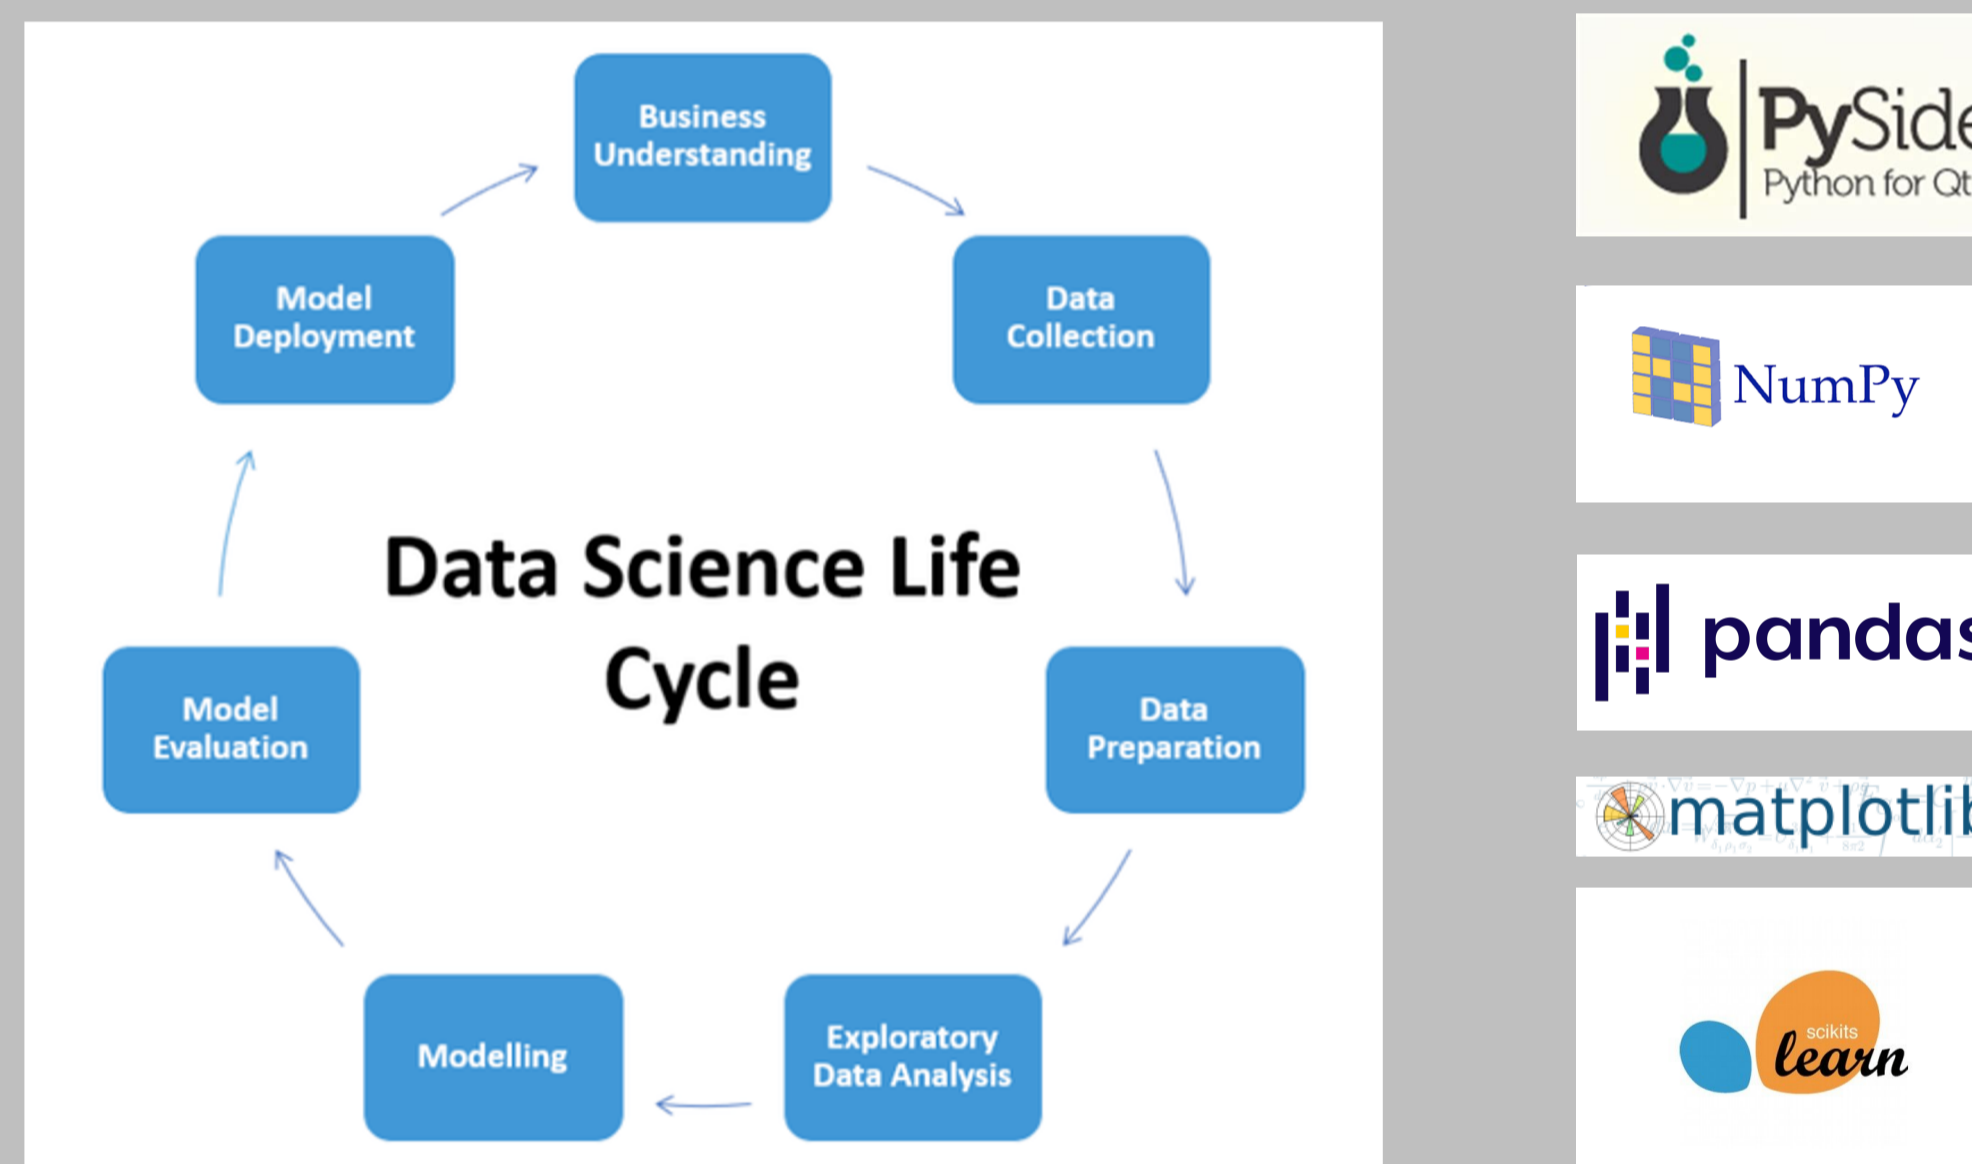 Business
Understanding
Data
Collection
Data
Preparation
Exploratory
Data Analysis
Modelling
Model
Evaluation
Model
Deployment
Data Science Life
Cycle
PySide
Python for Qt
NumPy
pandas
matplotlib
scikits
learn